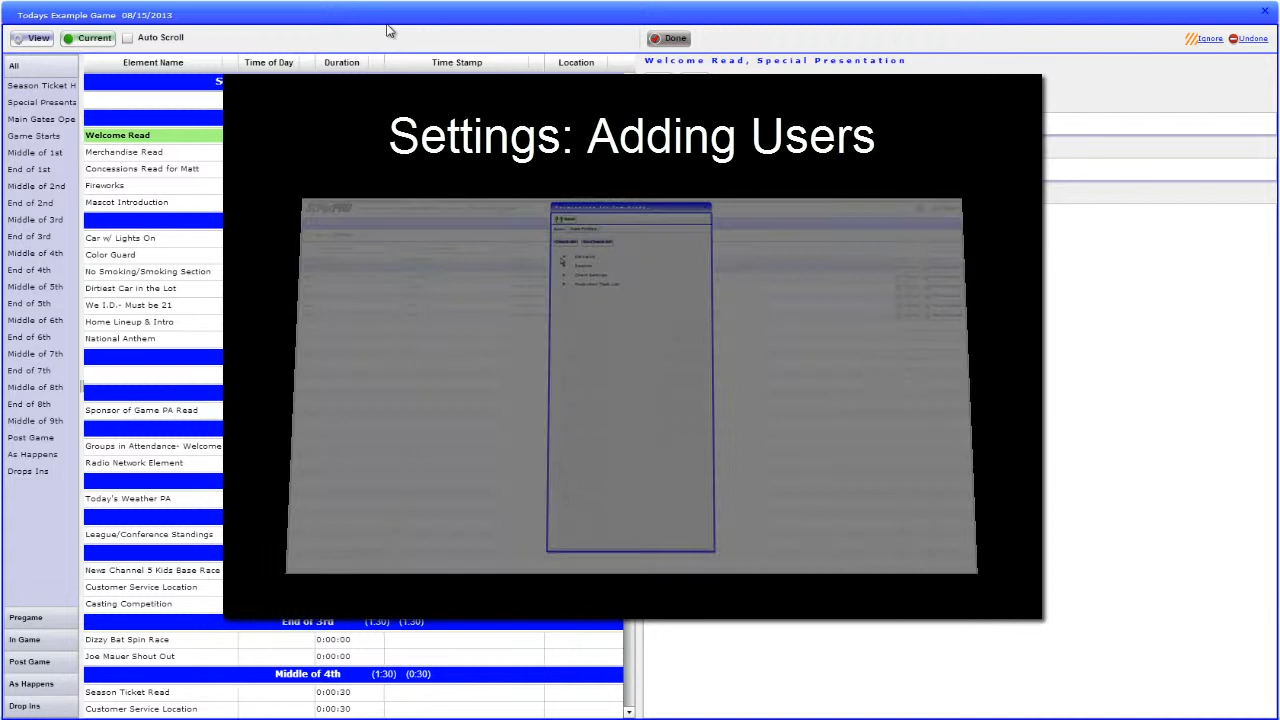 Todays Example Game 08/15/2013
View
Current
Auto Scroll
Done
Ignore
Undone
All
Element Name
Time of Day
Duration
Time Stamp
Location
Welcome Read, Special Presentation
Season Ticket H
Special Presents
Main Gates Ope
Game Starts
Middle of 1st
End of 1st
Middle of 2nd
End of 2nd
Middle of 3rd
End of 3rd
Middle of 4th
End of 4th
Middle of 5th
End of 5th
Middle of 6th
End of 6th
Middle of 7th
End of 7th
Middle of 8th
End of 8th
Middle of 9th
Post Game
As Happens
Drops Ins
Pregame
In Game
Post Game
As Happens
Drop Ins
S
Welcome Read
Merchandise Read
Concessions Read for Matt
Fireworks
Mascot Introduction
Car w/ Lights On
Color Guard
No Smoking/Smoking Section
Dirtiest Car in the Lot
We I.D.- Must be 21
Home Lineup & Intro
National Anthem
Sponsor of Game PA Read
Groups in Attendance- Welcome
Radio Network Element
Today's Weather PA
League/Conference Standings
News Channel 5 Kids Base Race
Customer Service Location
Casting Competition
End of 3rd (1:30) (1:30)
Dizzy Bat Spin Race 0:00:00
Joe Mauer Shout Out 0:00:00
Middle of 4th (1:30) (0:30)
Season Ticket Read 0:00:30
Customer Service Location 0:00:30
Settings: Adding Users